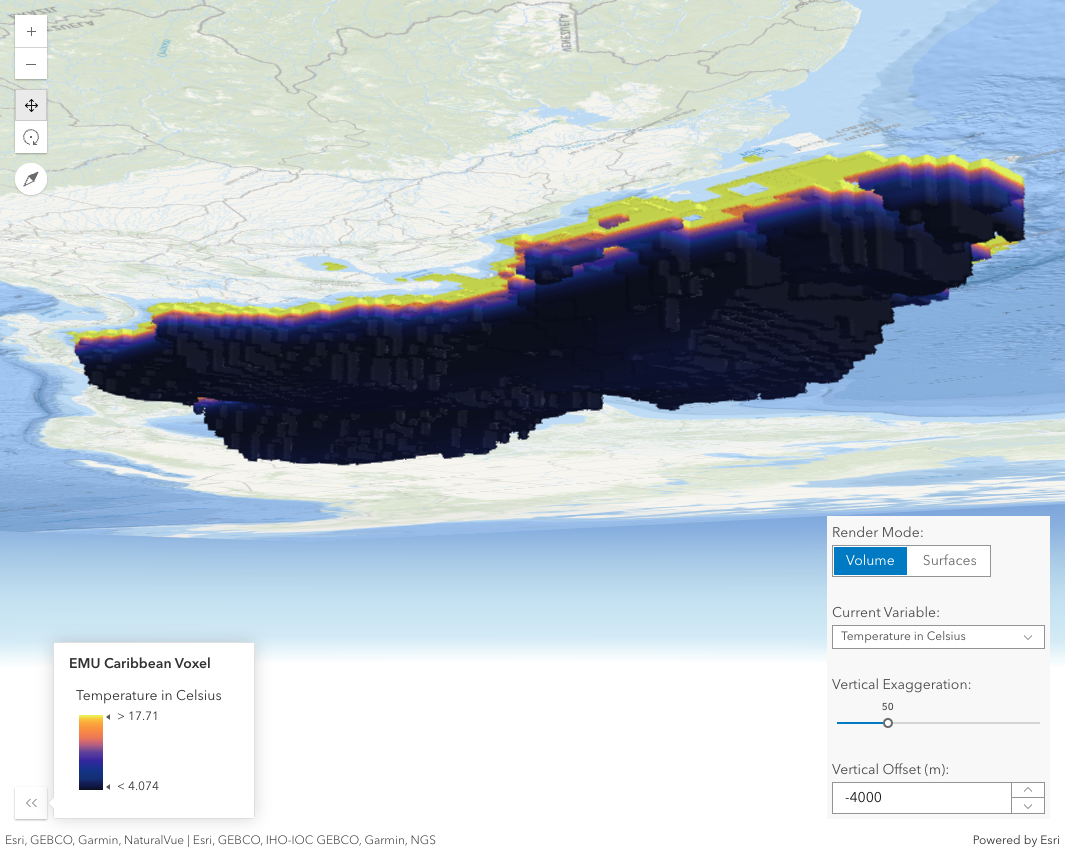 VENEZUELA
Render Mode:
Volume Surfaces
Current Variable:
Temperature in Celsius
Vertical Exaggeration:
50
Vertical Offset (m):
-4000
EMU Caribbean Voxel
Temperature in Celsius
> 17.71
< 4.074
Esri, GEBCO, Garmin, NaturalVue | Esri, GEBCO, IHO-IOC GEBCO, Garmin, NGS
Powered by Esri